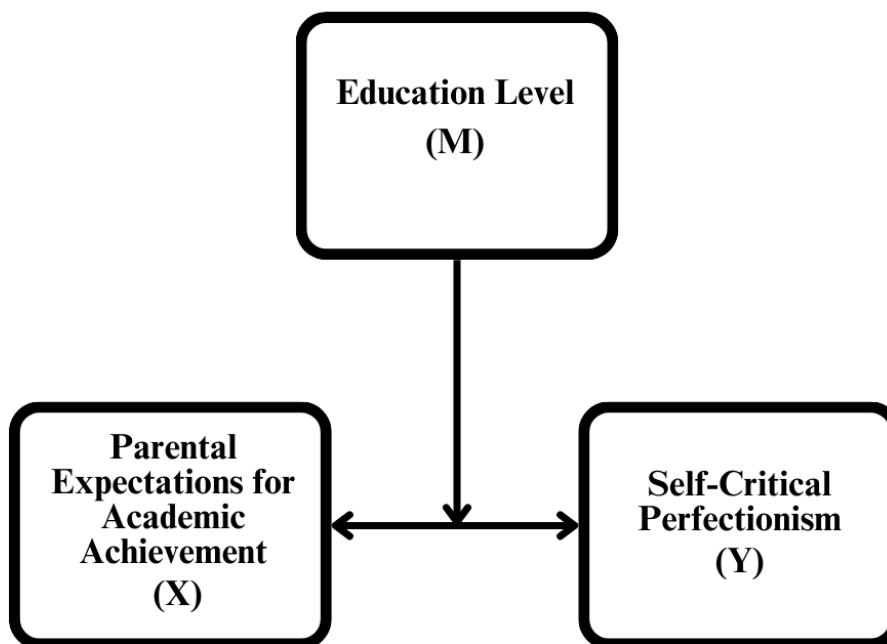 Education Level
(M)
Parental
Expectations for
Academic
Achievement
(X)
Self-Critical
Perfectionism
(Y)